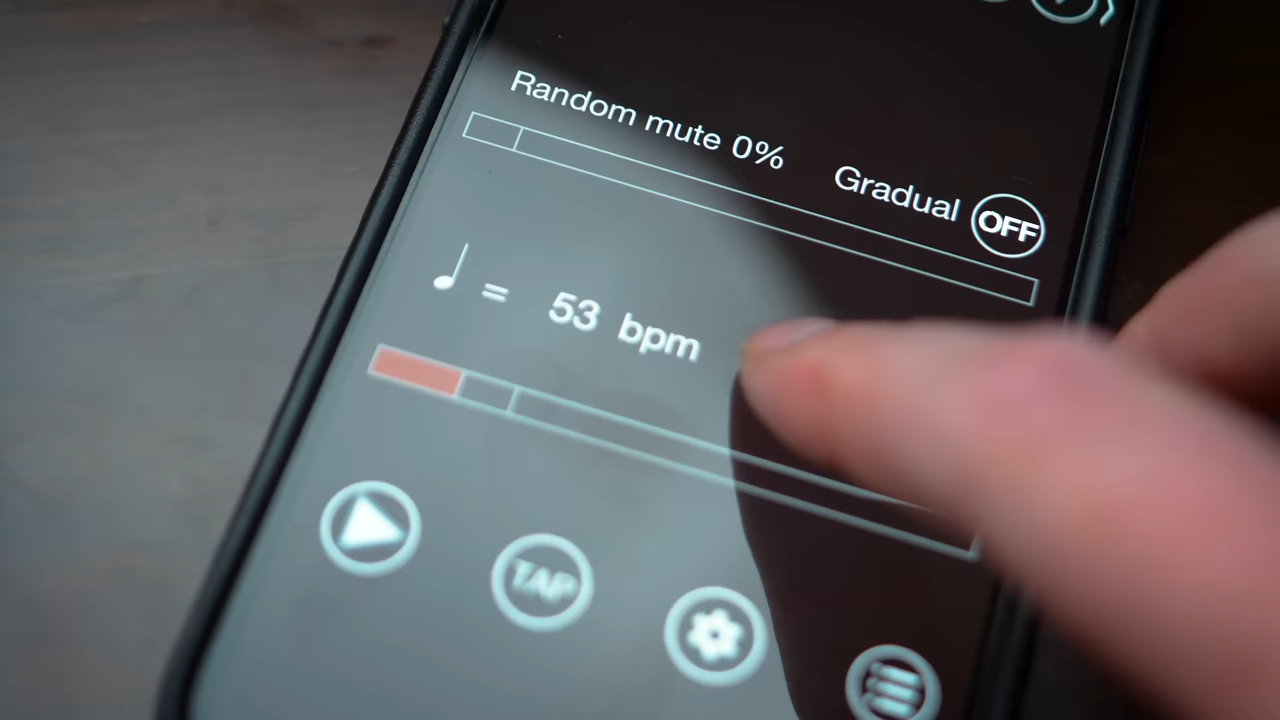 Random mute 0%
Gradual OFF
♩ = 53 bpm
TAP